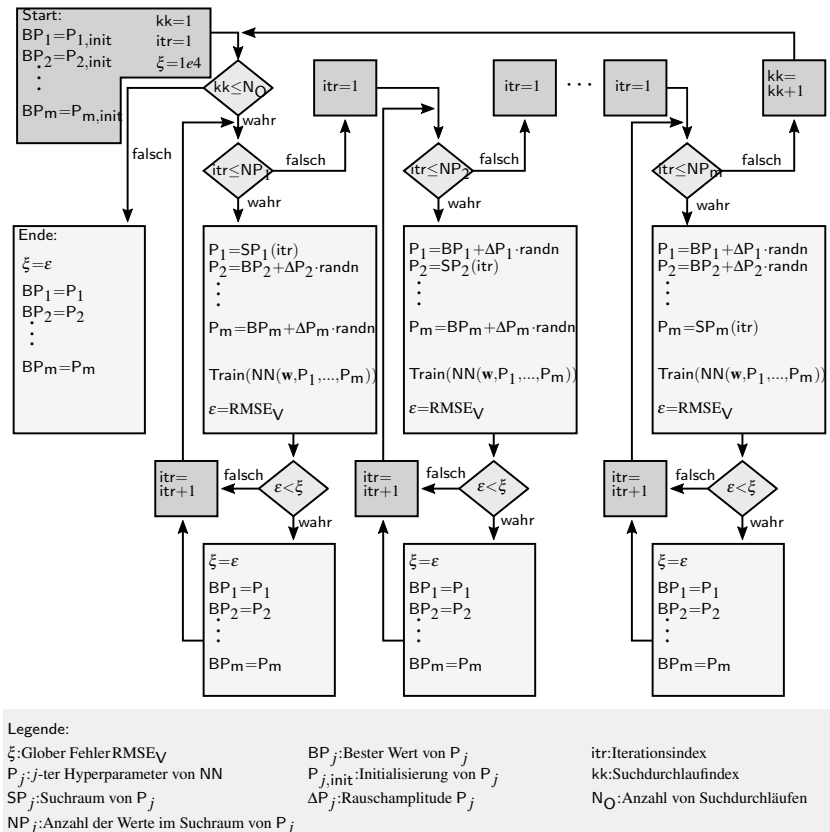 Start:
BP₁=P₁,init
BP₂=P₂,init
⋮
BPm=Pm,init
kk=1
itr=1
ξ=1e4
kk≤NO
wahr
falsch
itr≤NP₁
falsch
wahr
itr=1
itr≤NP₂
falsch
wahr
itr=1
···
itr=1
itr≤NPm
falsch
wahr
kk=
kk+1
Ende:
ξ=ε
BP₁=P₁
BP₂=P₂
⋮
BPm=Pm
P₁=SP₁(itr)
P₂=BP₂+ΔP₂·randn
⋮
Pm=BPm+ΔPm·randn
Train(NN(w,P₁,...,Pm))
ε=RMSEV
P₁=BP₁+ΔP₁·randn
P₂=SP₂(itr)
⋮
Pm=BPm+ΔPm·randn
Train(NN(w,P₁,...,Pm))
ε=RMSEV
P₁=BP₁+ΔP₁·randn
P₂=BP₂+ΔP₂·randn
⋮
Pm=SPm(itr)
Train(NN(w,P₁,...,Pm))
ε=RMSEV
itr=
itr+1
falsch
ε<ξ
wahr
itr=
itr+1
falsch
ε<ξ
wahr
itr=
itr+1
falsch
ε<ξ
wahr
ξ=ε
BP₁=P₁
BP₂=P₂
⋮
BPm=Pm
ξ=ε
BP₁=P₁
BP₂=P₂
⋮
BPm=Pm
ξ=ε
BP₁=P₁
BP₂=P₂
⋮
BPm=Pm
Legende:
ξ:Glober Fehler RMSEV
Pj:j-ter Hyperparameter von NN
SPj:Suchraum von Pj
NPj:Anzahl der Werte im Suchraum von Pj
BPj:Bester Wert von Pj
Pj,init:Initialisierung von Pj
ΔPj:Rauschamplitude Pj
itr:Iterationsindex
kk:Suchdurchlaufindex
NO:Anzahl von Suchdurchläufen